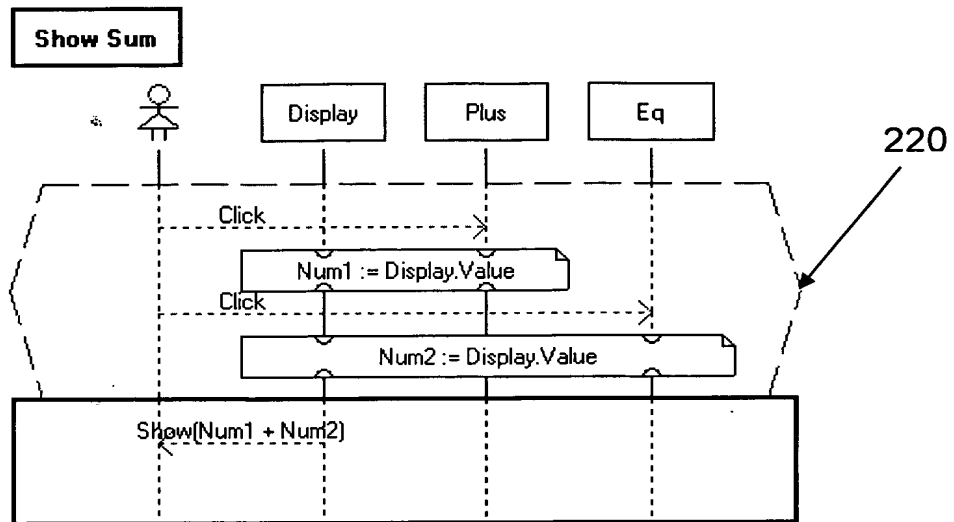 Show Sum
Display
Plus
Eq
220
Click
Num1 := Display.Value
Click
Num2 := Display.Value
Show(Num1 + Num2)